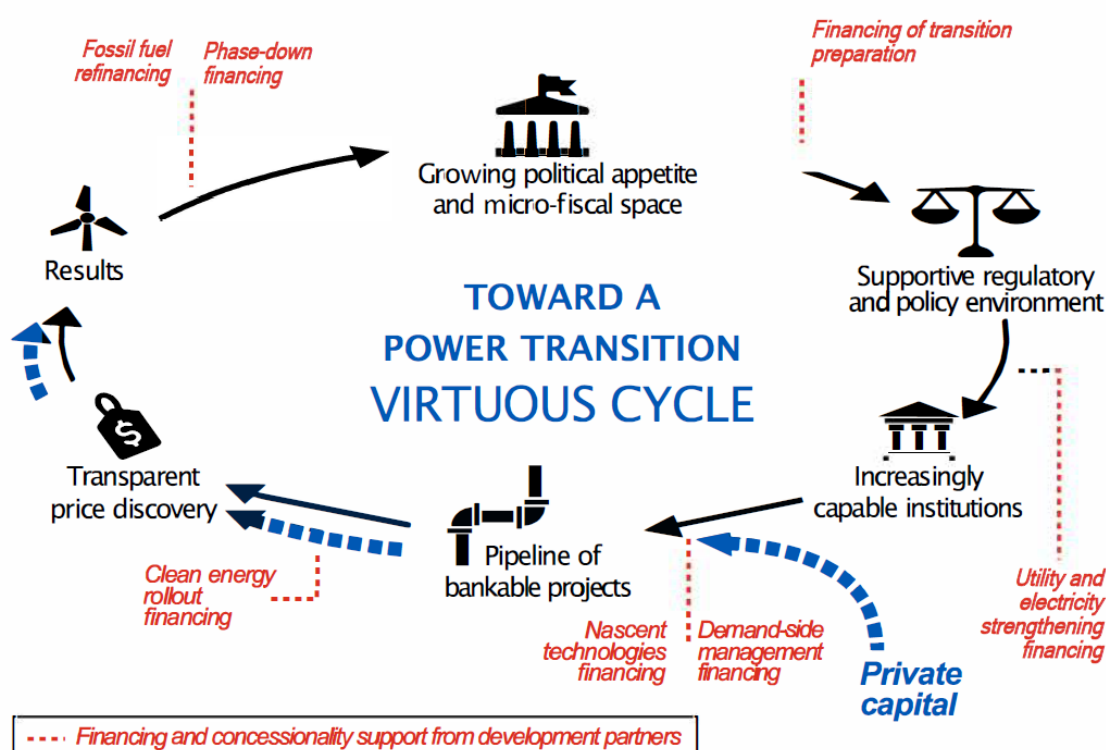 Fossil fuel
refinancing
Phase-down
financing
Financing of transition
preparation
Growing political appetite
and micro-fiscal space
Results
Supportive regulatory
and policy environment
TOWARD A
POWER TRANSITION
VIRTUOUS CYCLE
$
Transparent
price discovery
Increasingly
capable institutions
Pipeline of
bankable projects
Clean energy
rollout
financing
Nascent
technologies
financing
Demand-side
management
financing
Private
capital
Utility and
electricity
strengthening
financing
Financing and concessionality support from development partners